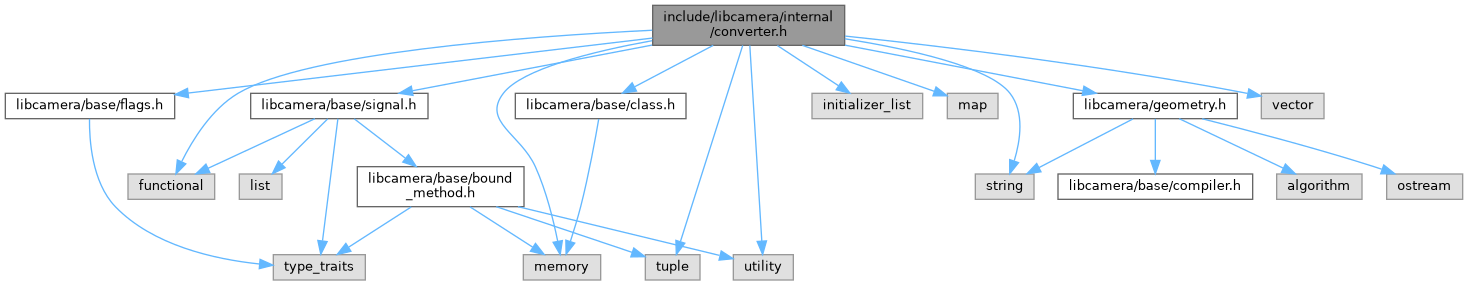 include/libcamera/internal
/converter.h
libcamera/base/flags.h
libcamera/base/signal.h
libcamera/base/class.h
initializer_list
map
libcamera/geometry.h
vector
functional
list
libcamera/base/bound
_method.h
string
libcamera/base/compiler.h
algorithm
ostream
type_traits
memory
tuple
utility